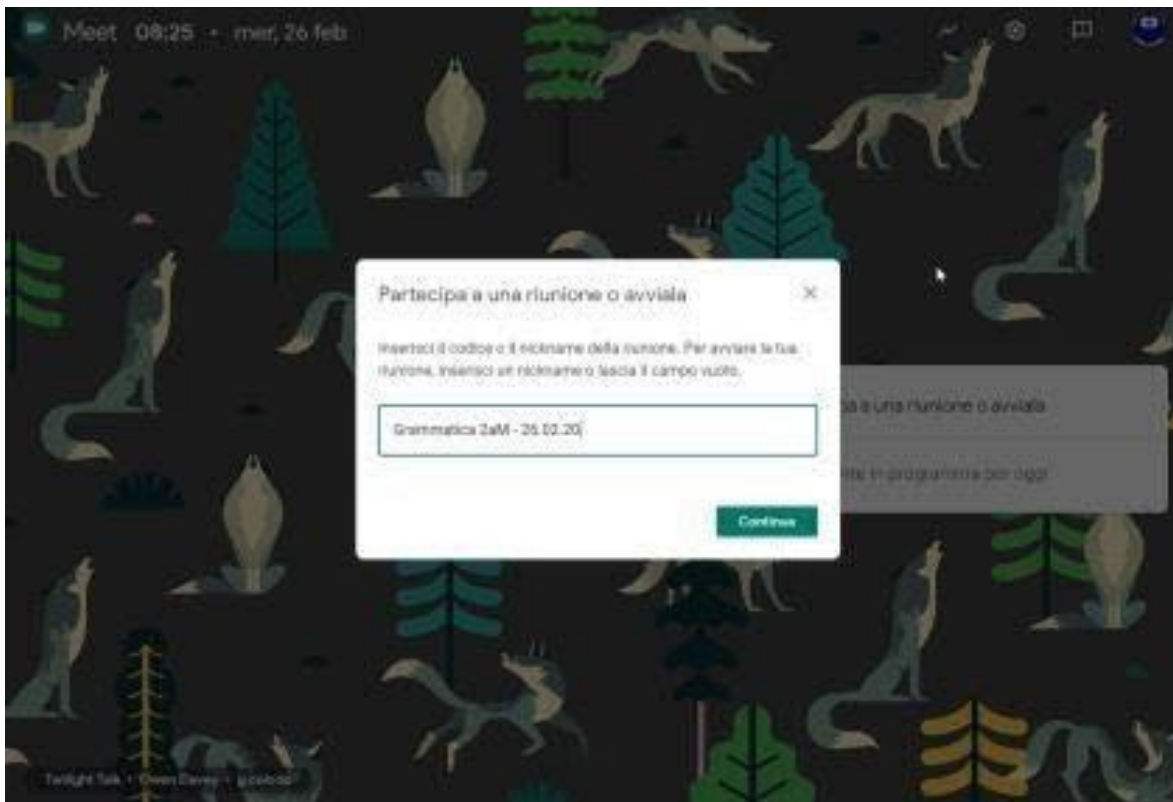 Meet 08:25 • mer, 26 feb
Partecipa a una riunione o avviala
Inserisci il codice o il nickname della riunione. Per avviare la tua
riunione, inserisci un nickname o lascia il campo vuoto.
pa a una riunione o avviala
Grammatica 2aM - 26.02.20
nte in programma per oggi
Continua
Twilight Talk • Owen Davey •